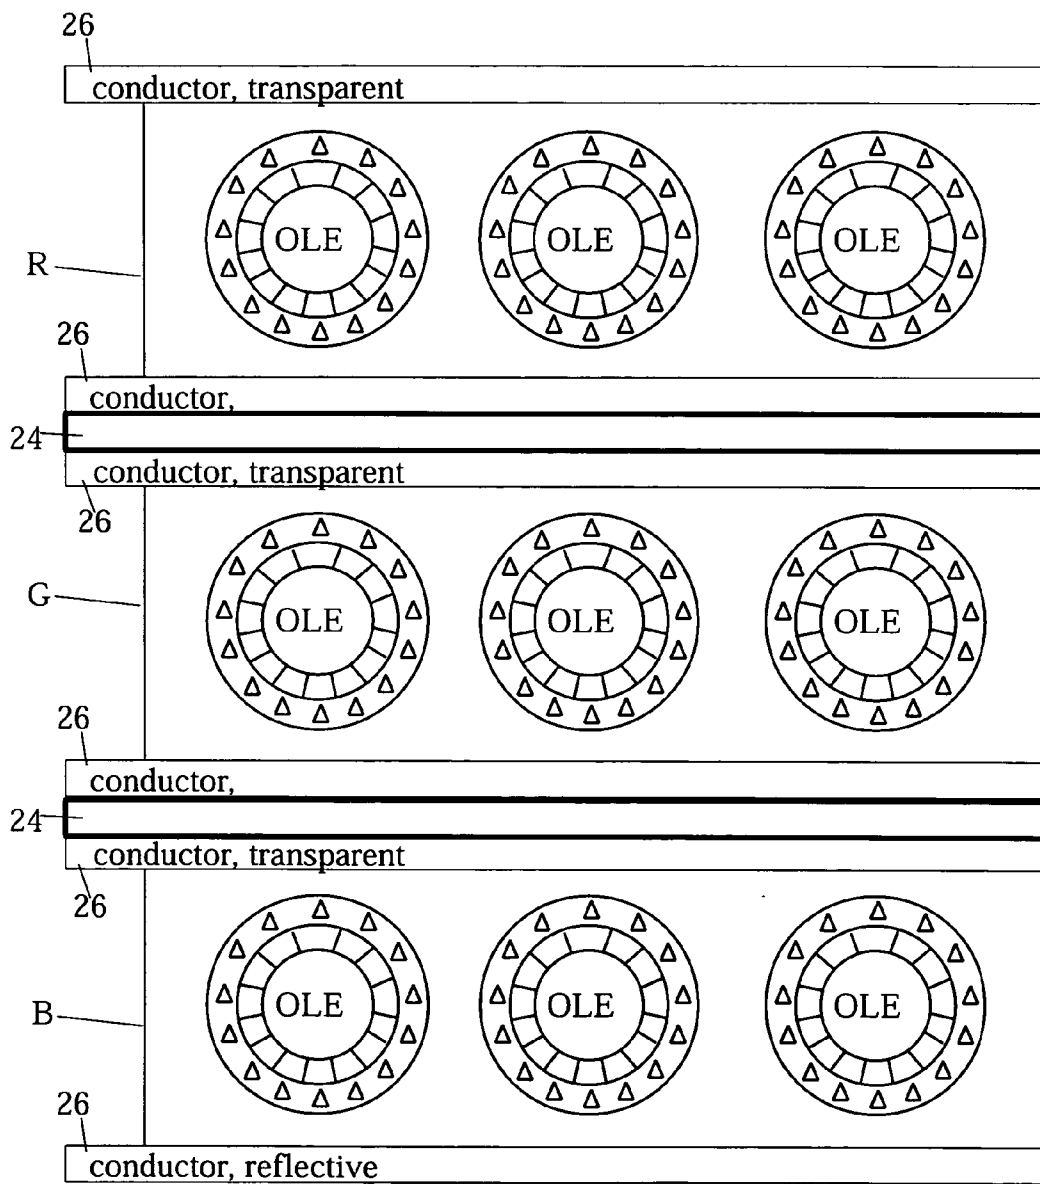 26
conductor, transparent
OLE OLE OLE
R
26
conductor,
24
conductor, transparent
26
G
OLE OLE OLE
26
conductor,
24
conductor, transparent
26
OLE OLE OLE
B
26
conductor, reflective